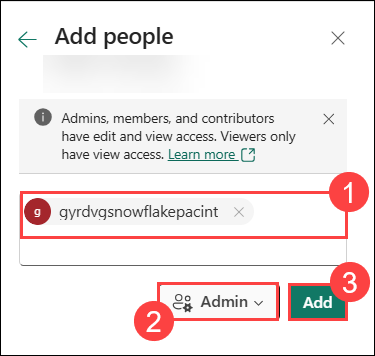 Add people
Admins, members, and contributors
have edit and view access. Viewers only
have view access. Learn more
1
g gyrdvgsnowflakepacint
2
Admin
3
Add